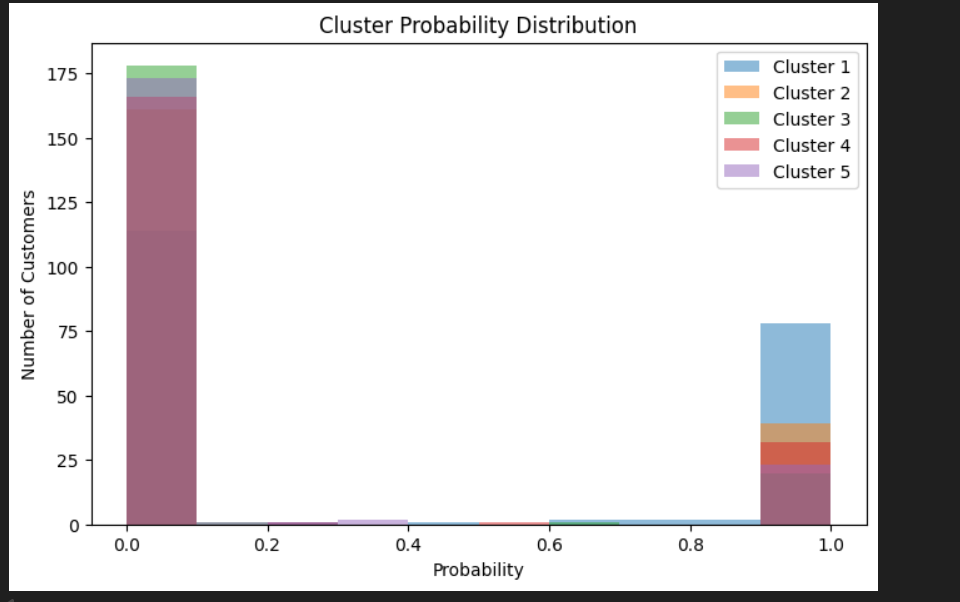 Cluster Probability Distribution
Cluster 1
Cluster 2
Cluster 3
Cluster 4
Cluster 5
Number of Customers
175
150
125
100
75
50
25
0
0.0 0.2 0.4 0.6 0.8 1.0
Probability